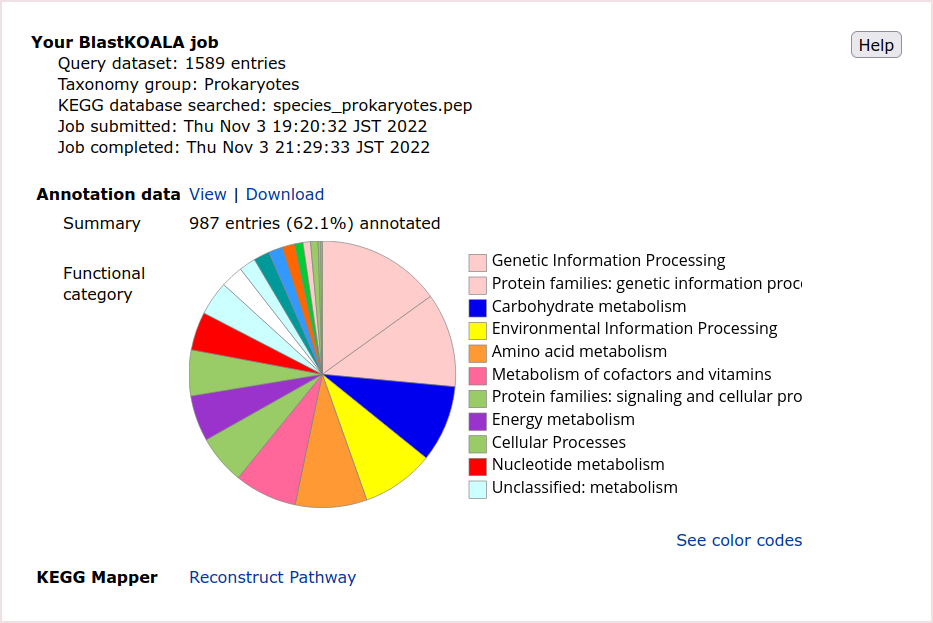 Your BlastKOALA job
Help
Query dataset: 1589 entries
Taxonomy group: Prokaryotes
KEGG database searched: species_prokaryotes.pep
Job submitted: Thu Nov 3 19:20:32 JST 2022
Job completed: Thu Nov 3 21:29:33 JST 2022
Annotation data View | Download
Summary 987 entries (62.1%) annotated
Functional category
Genetic Information Processing
Protein families: genetic information proc
Carbohydrate metabolism
Environmental Information Processing
Amino acid metabolism
Metabolism of cofactors and vitamins
Protein families: signaling and cellular pro
Energy metabolism
Cellular Processes
Nucleotide metabolism
Unclassified: metabolism
See color codes
KEGG Mapper Reconstruct Pathway